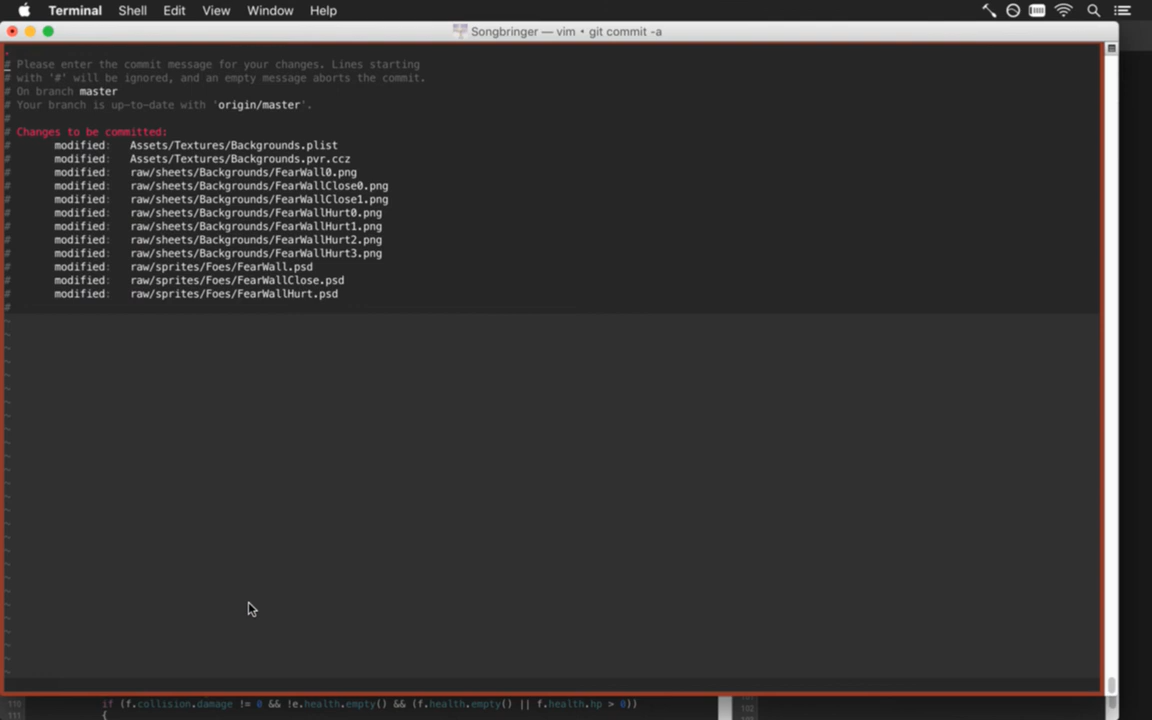 Terminal Shell Edit View Window Help
Songbringer — vim • git commit -a
# Please enter the commit message for your changes. Lines starting
# with '#' will be ignored, and an empty message aborts the commit.
# On branch master
# Your branch is up-to-date with 'origin/master'.
#
# Changes to be committed:
# modified: Assets/Textures/Backgrounds.plist
# modified: Assets/Textures/Backgrounds.pvr.ccz
# modified: raw/sheets/Backgrounds/FearWall0.png
# modified: raw/sheets/Backgrounds/FearWallClose0.png
# modified: raw/sheets/Backgrounds/FearWallClose1.png
# modified: raw/sheets/Backgrounds/FearWallHurt0.png
# modified: raw/sheets/Backgrounds/FearWallHurt1.png
# modified: raw/sheets/Backgrounds/FearWallHurt2.png
# modified: raw/sheets/Backgrounds/FearWallHurt3.png
# modified: raw/sprites/Foes/FearWall.psd
# modified: raw/sprites/Foes/FearWallClose.psd
# modified: raw/sprites/Foes/FearWallHurt.psd
#
110 if (f.collision.damage != 0 && !e.health.empty() && (f.health.empty() || f.health.hp > 0))
111 {
102